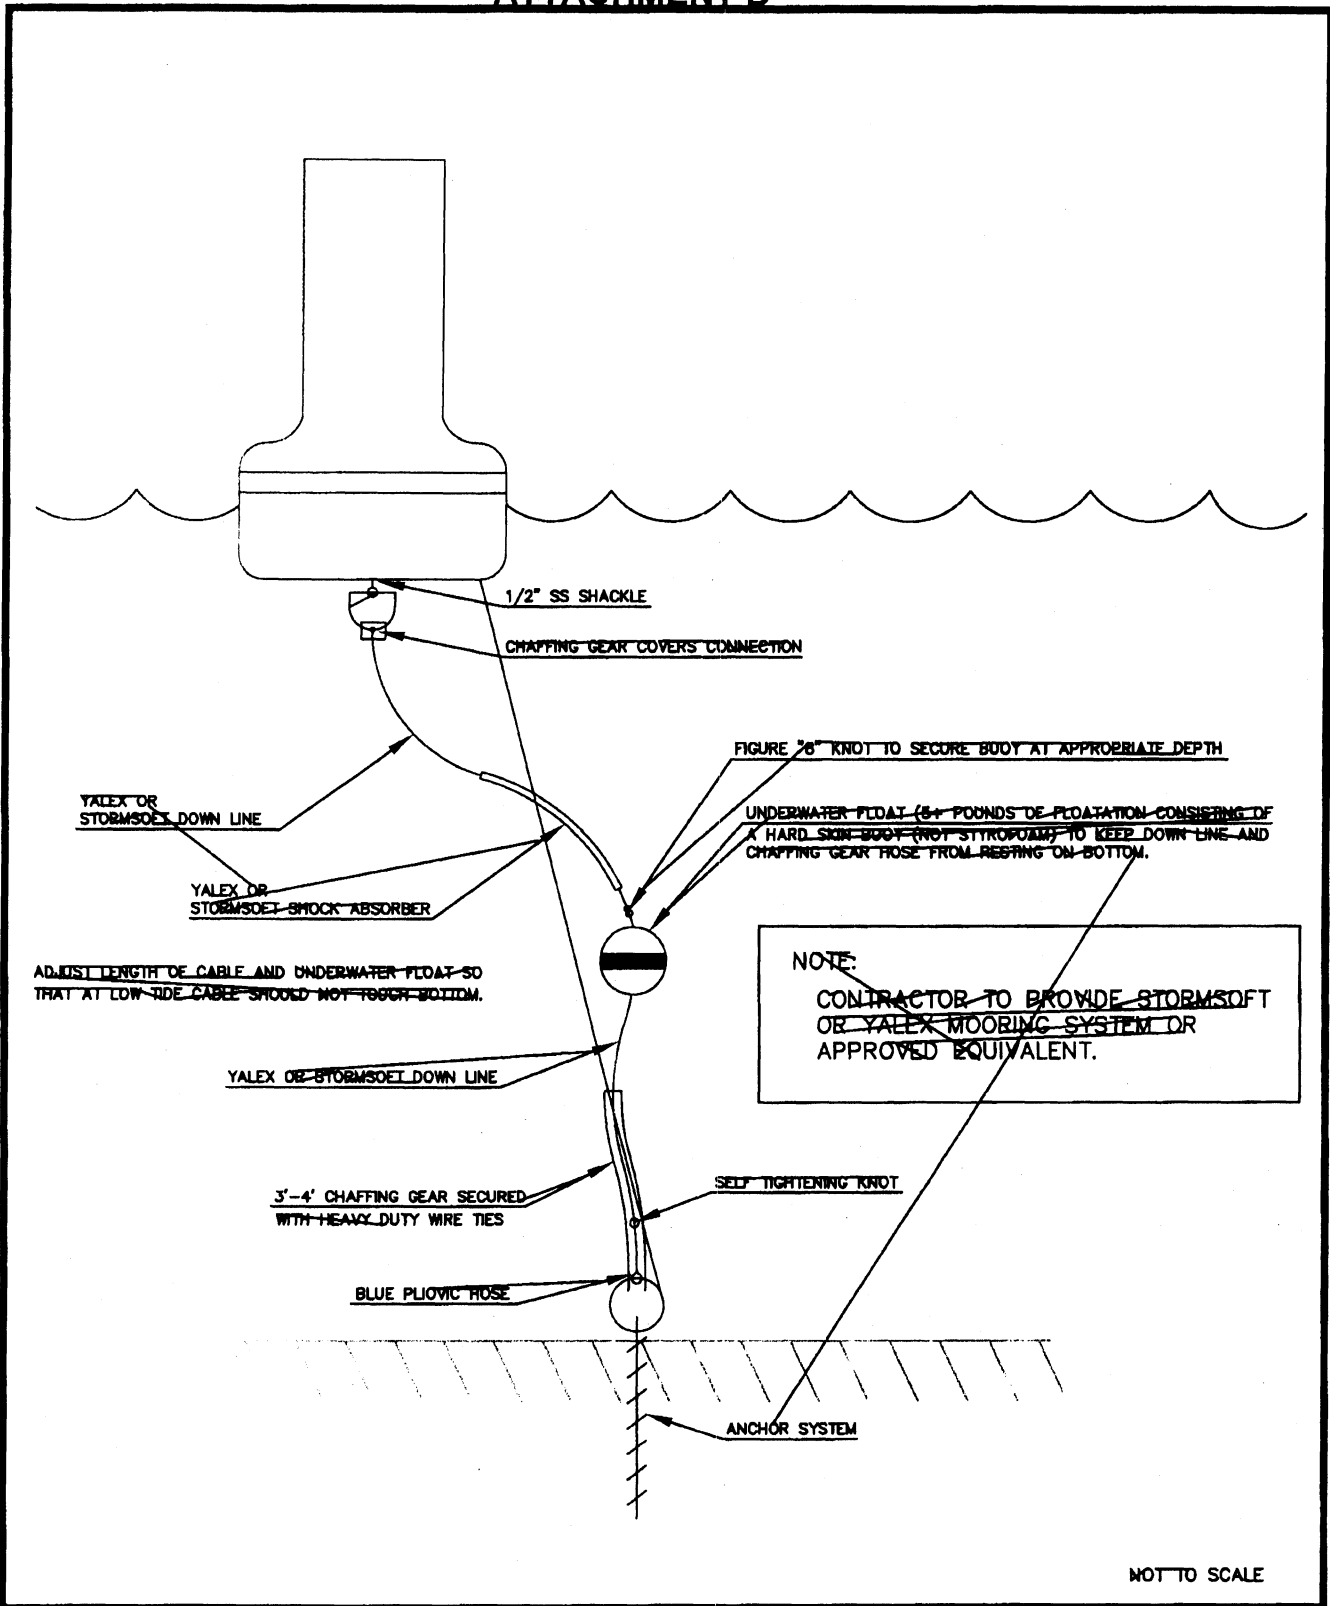 ATTACHMENT B
1/2" SS SHACKLE
CHAFFING GEAR COVERS CONNECTION
FIGURE "8" KNOT TO SECURE BUOY AT APPROPRIATE DEPTH
YALEX OR
STORMSOFT DOWN LINE
UNDERWATER FLOAT (5+ POUNDS OF FLOATATION CONSISTING OF
A HARD SKIN BUOY (NOT STYROFOAM) TO KEEP DOWN LINE AND
CHAFFING GEAR HOSE FROM RESTING ON BOTTOM.
YALEX OR
STORMSOFT SHOCK ABSORBER
ADJUST LENGTH OF CABLE AND UNDERWATER FLOAT SO
THAT AT LOW TIDE CABLE SHOULD NOT TOUCH BOTTOM.
NOTE:
CONTRACTOR TO PROVIDE STORMSOFT
OR YALEX MOORING SYSTEM OR
APPROVED EQUIVALENT.
YALEX OR STORMSOFT DOWN LINE
3'-4' CHAFFING GEAR SECURED
WITH HEAVY DUTY WIRE TIES
SELF TIGHTENING KNOT
BLUE PLIOVIC HOSE
ANCHOR SYSTEM
NOT TO SCALE